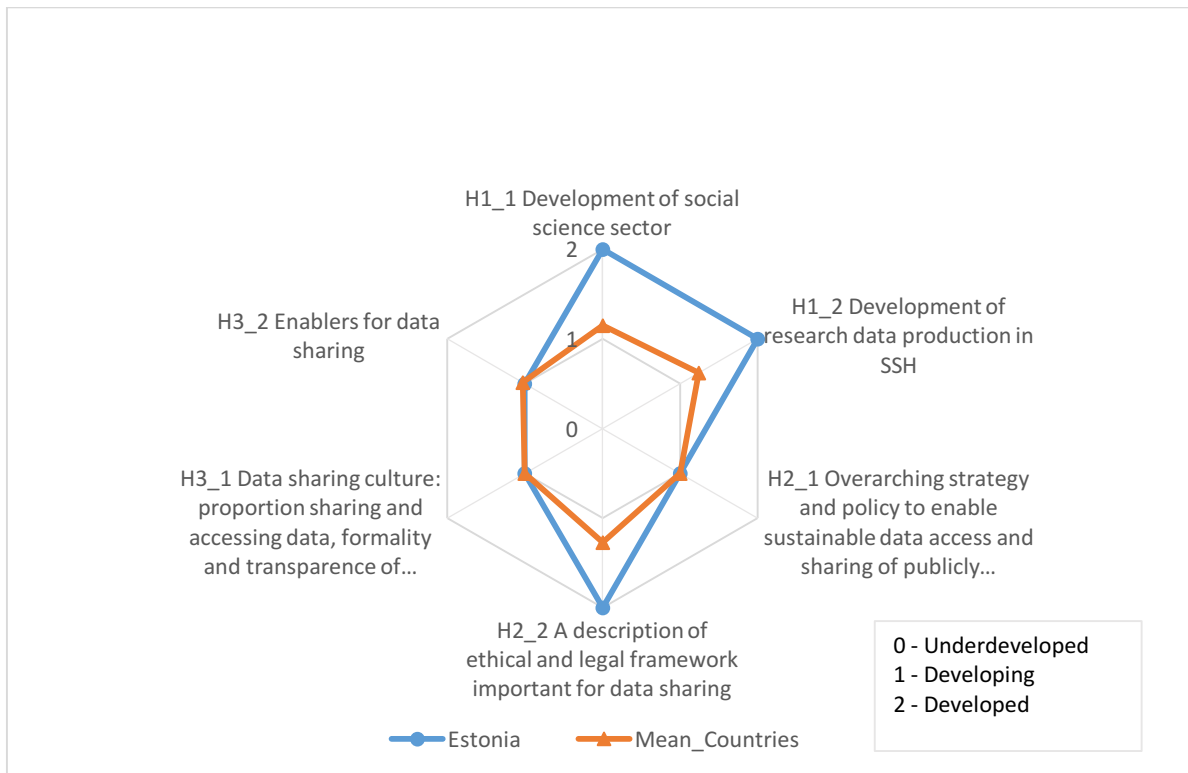 H1_1 Development of social
science sector
2
H3_2 Enablers for data
sharing
H1_2 Development of
research data production in
SSH
1
0
H3_1 Data sharing culture:
proportion sharing and
accessing data, formality
and transparence of...
H2_1 Overarching strategy
and policy to enable
sustainable data access and
sharing of publicly...
H2_2 A description of
ethical and legal framework
important for data sharing
0 - Underdeveloped
1 - Developing
2 - Developed
Estonia
Mean_Countries